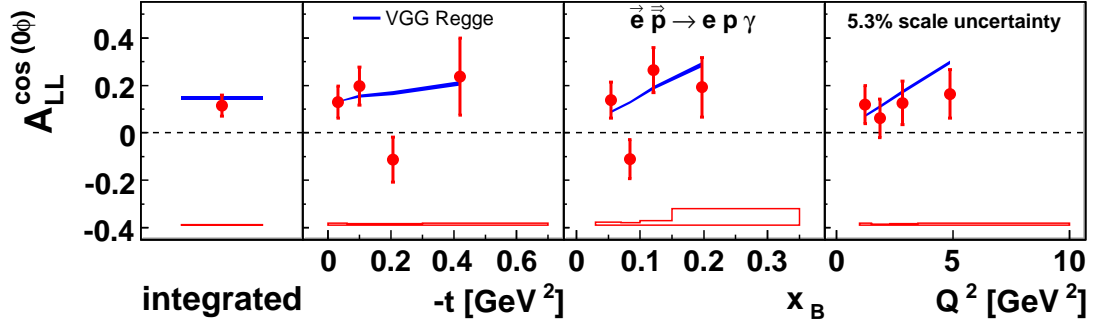 A_LL^cos (0φ)
0.4
0.2
0
-0.2
-0.4
VGG Regge
e⃗ p⃗⃗ → e p γ
5.3% scale uncertainty
0 0.2 0.4 0.6
0 0.1 0.2 0.3
0 5 10
integrated
-t [GeV²]
x_B
Q² [GeV²]